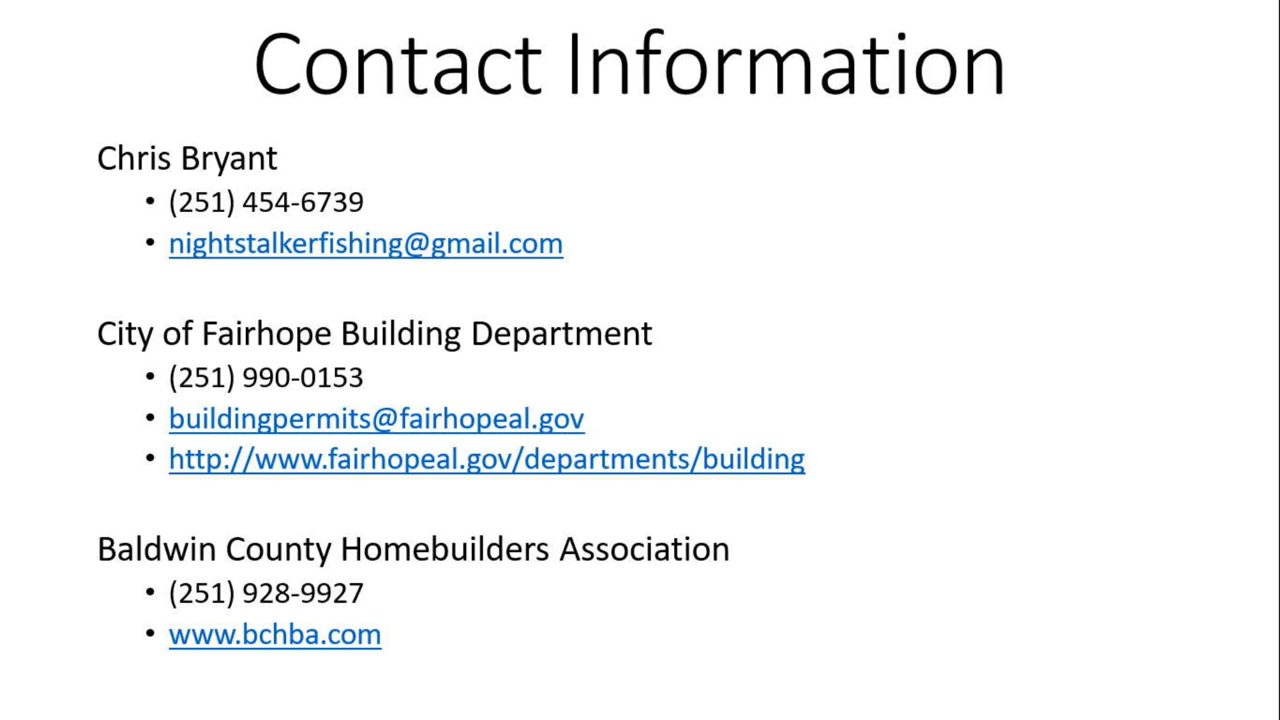 Contact Information
Chris Bryant
• (251) 454-6739
• nightstalkerfishing@gmail.com
City of Fairhope Building Department
• (251) 990-0153
• buildingpermits@fairhopeal.gov
• http://www.fairhopeal.gov/departments/building
Baldwin County Homebuilders Association
• (251) 928-9927
• www.bchba.com